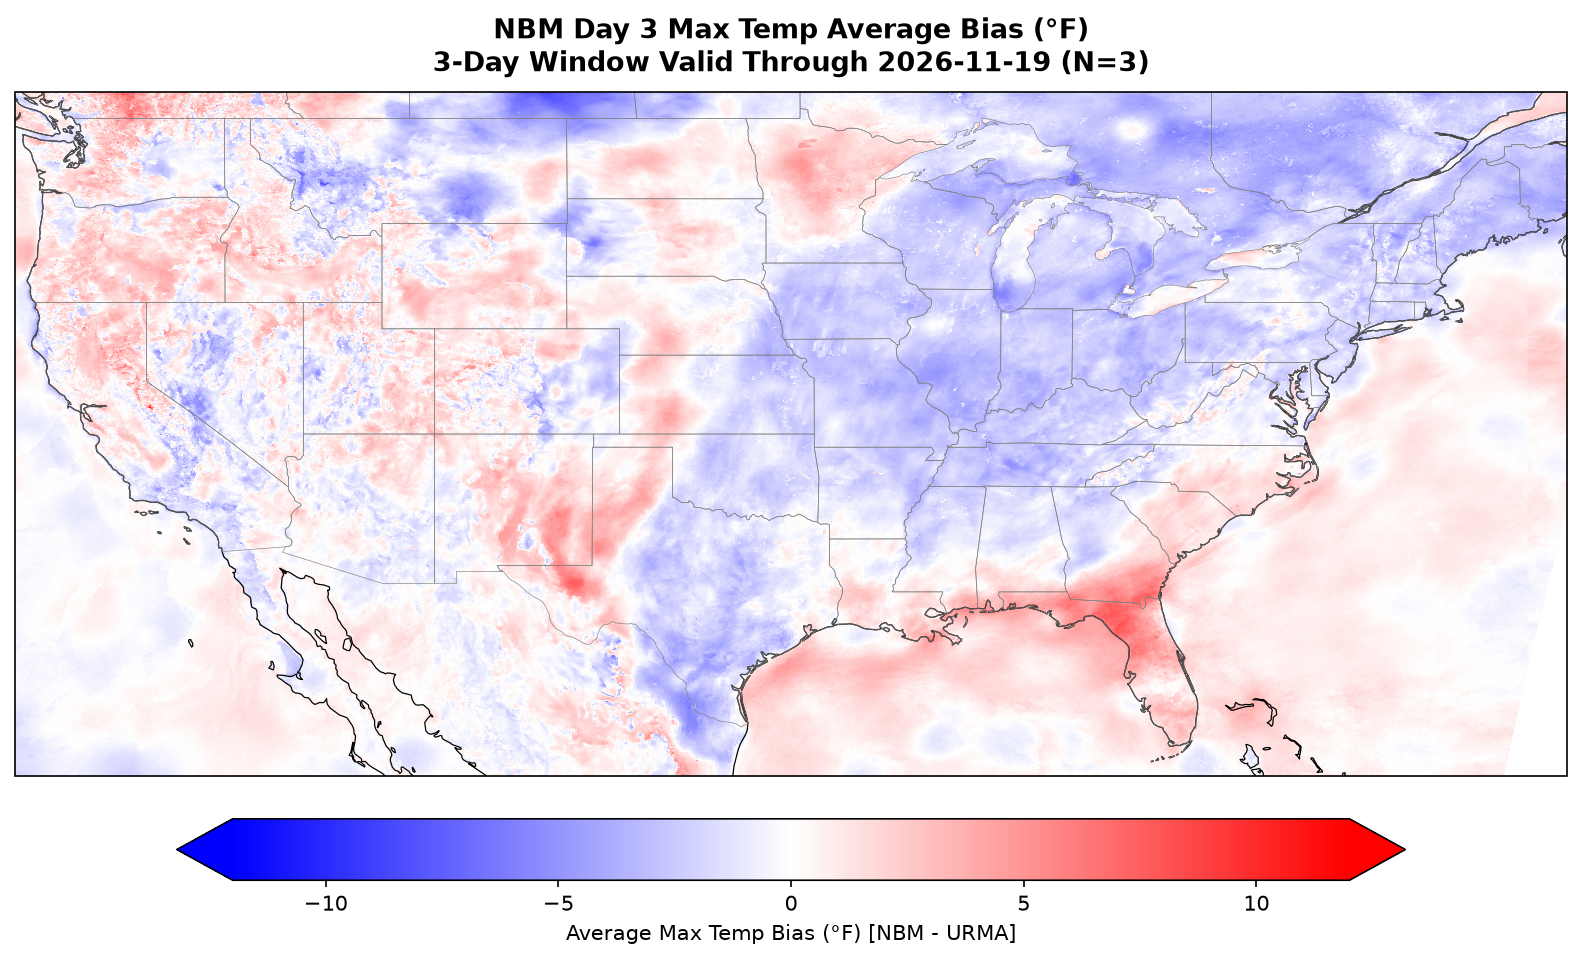 NBM Day 3 Max Temp Average Bias (°F)
3-Day Window Valid Through 2026-11-19 (N=3)
−10 −5 0 5 10
Average Max Temp Bias (°F) [NBM - URMA]